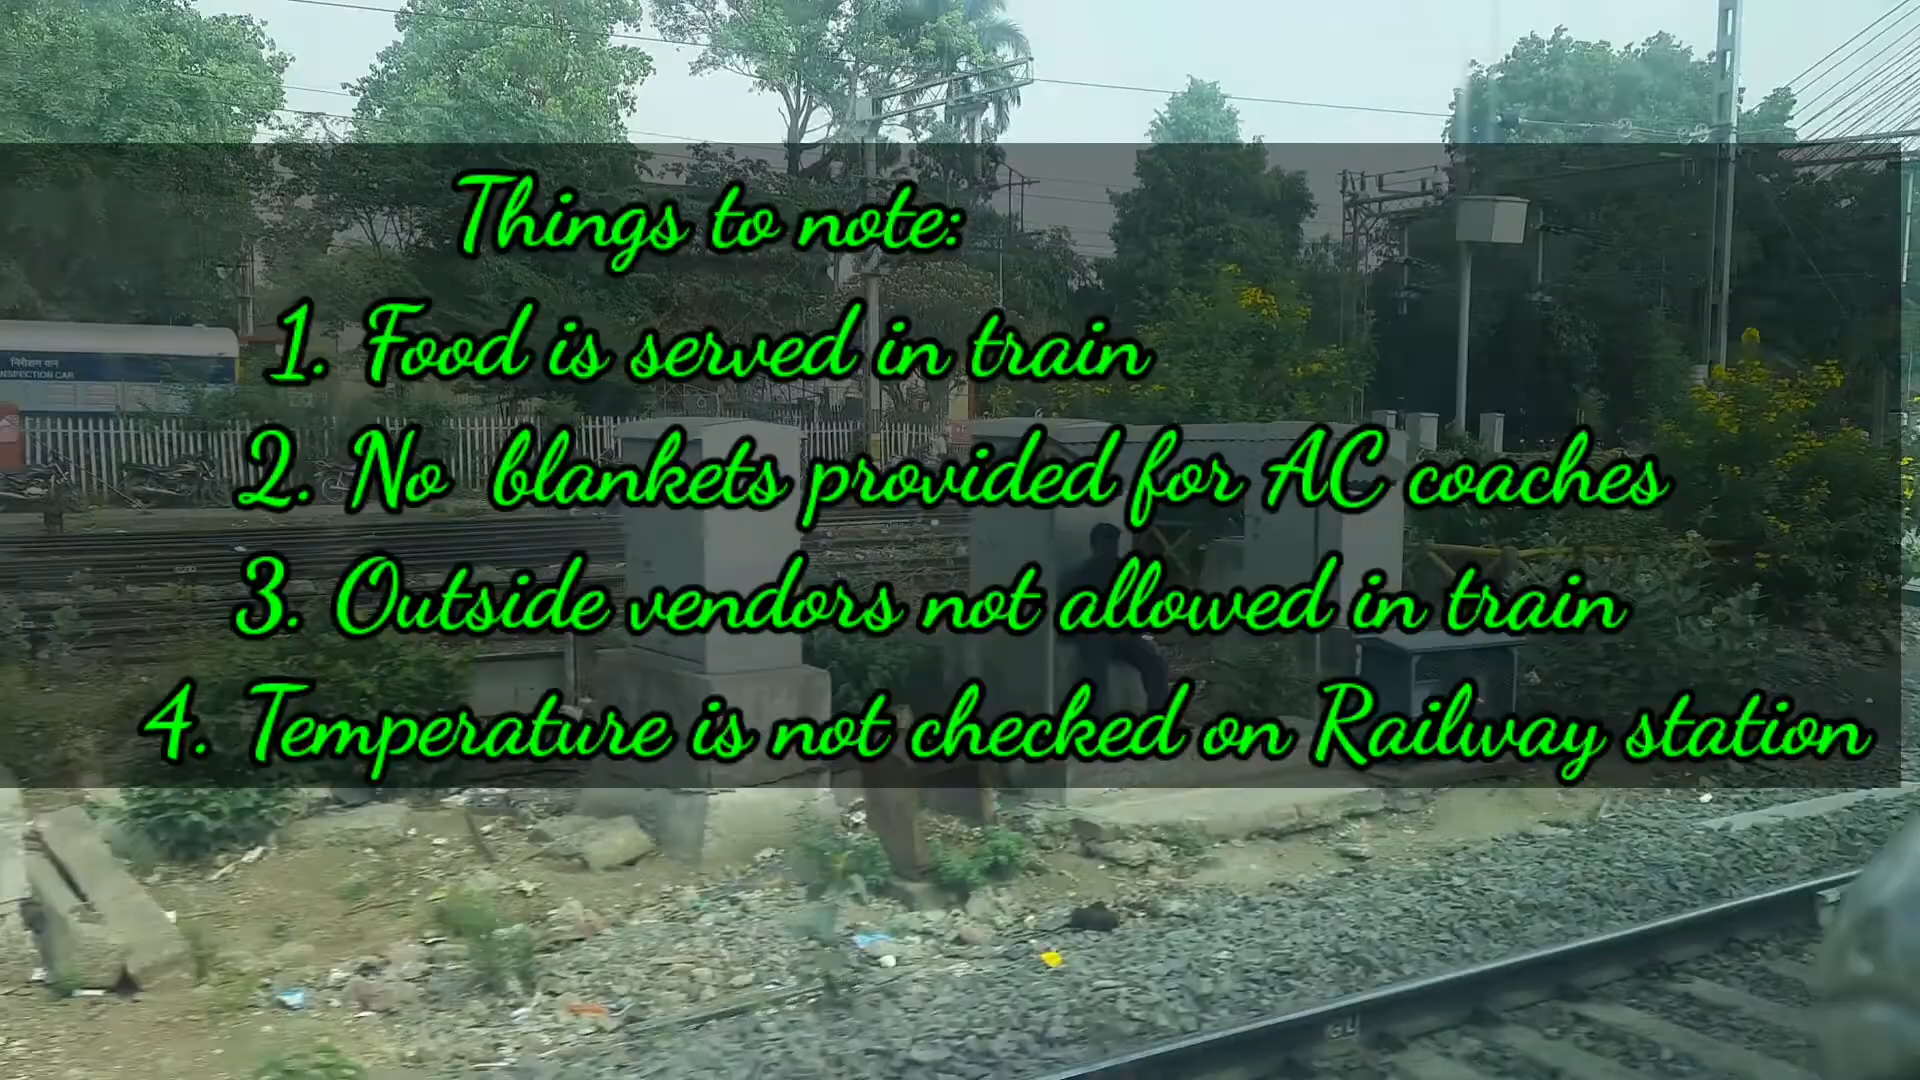 Things to note:
1. Food is served in train
निरीक्षण यान
INSPECTION CAR
2. No blankets provided for AC coaches
3. Outside vendors not allowed in train
4. Temperature is not checked on Railway station